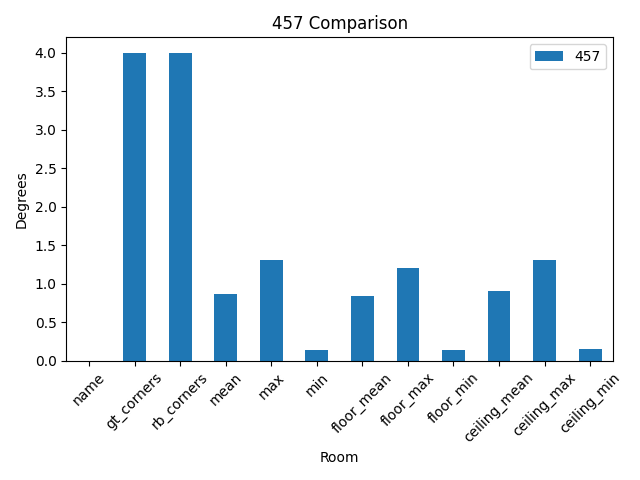 457 Comparison
457
Degrees
4.0
3.5
3.0
2.5
2.0
1.5
1.0
0.5
0.0
name
gt_corners
rb_corners
mean
max
min
floor_mean
floor_max
floor_min
ceiling_mean
ceiling_max
ceiling_min
Room